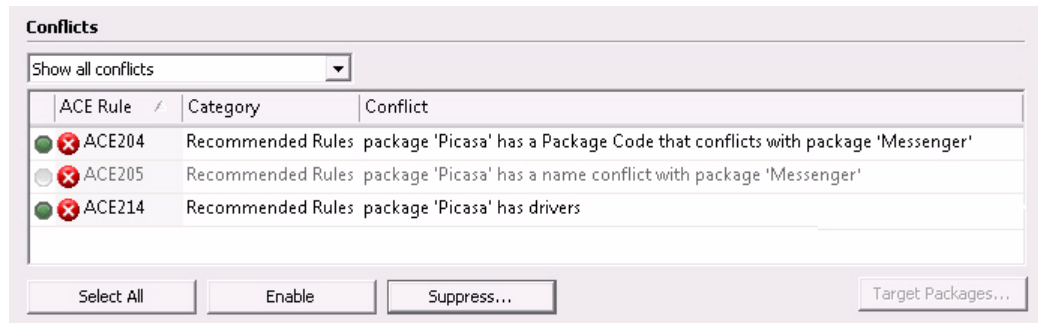 Conflicts
Show all conflicts
ACE Rule Category Conflict
ACE204 Recommended Rules package 'Picasa' has a Package Code that conflicts with package 'Messenger'
ACE205 Recommended Rules package 'Picasa' has a name conflict with package 'Messenger'
ACE214 Recommended Rules package 'Picasa' has drivers
Select All Enable Suppress... Target Packages...